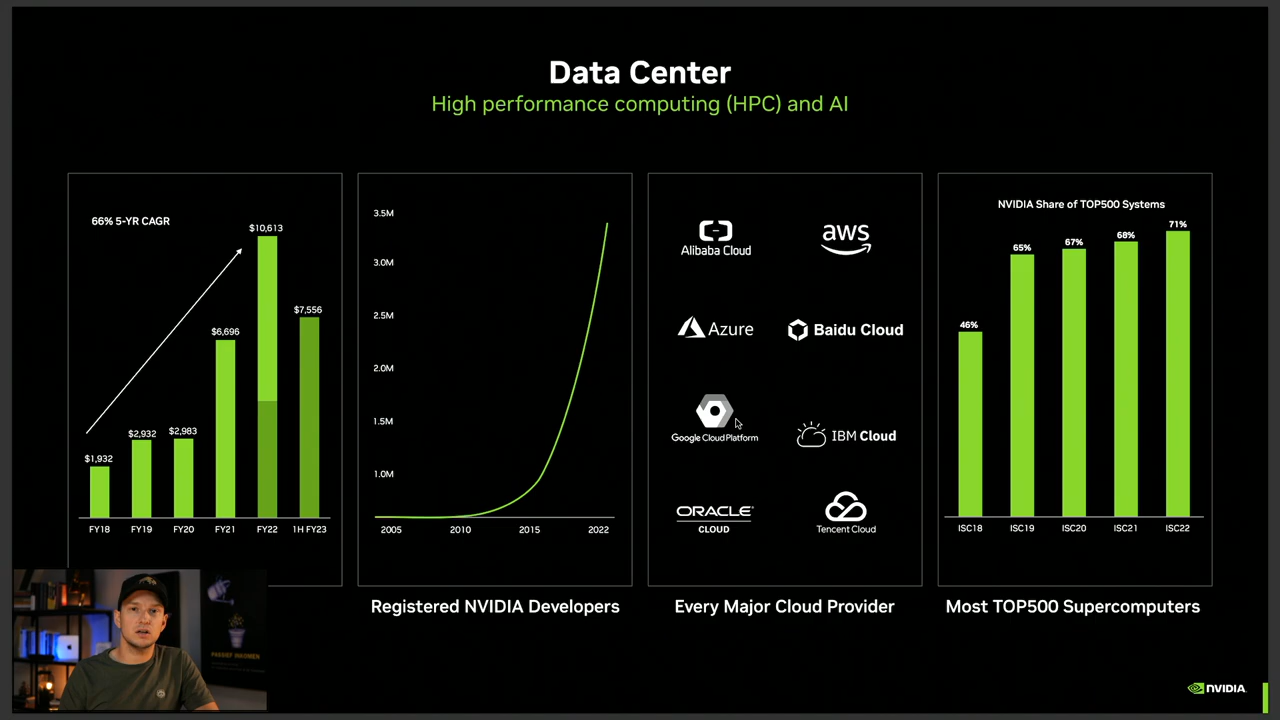 Data Center
High performance computing (HPC) and AI
66% 5-YR CAGR
$10,613
$7,556
$6,696
$2,932
$2,983
$1,932
FY18
FY19
FY20
FY21
FY22
1H FY23
3.5M
3.0M
2.5M
2.0M
1.5M
1.0M
2005
2010
2015
2022
Registered NVIDIA Developers
Alibaba Cloud
aws
Azure
Baidu Cloud
Google Cloud Platform
IBM Cloud
ORACLE
CLOUD
Tencent Cloud
Every Major Cloud Provider
NVIDIA Share of TOP500 Systems
46%
65%
67%
68%
71%
ISC18
ISC19
ISC20
ISC21
ISC22
Most TOP500 Supercomputers
NVIDIA